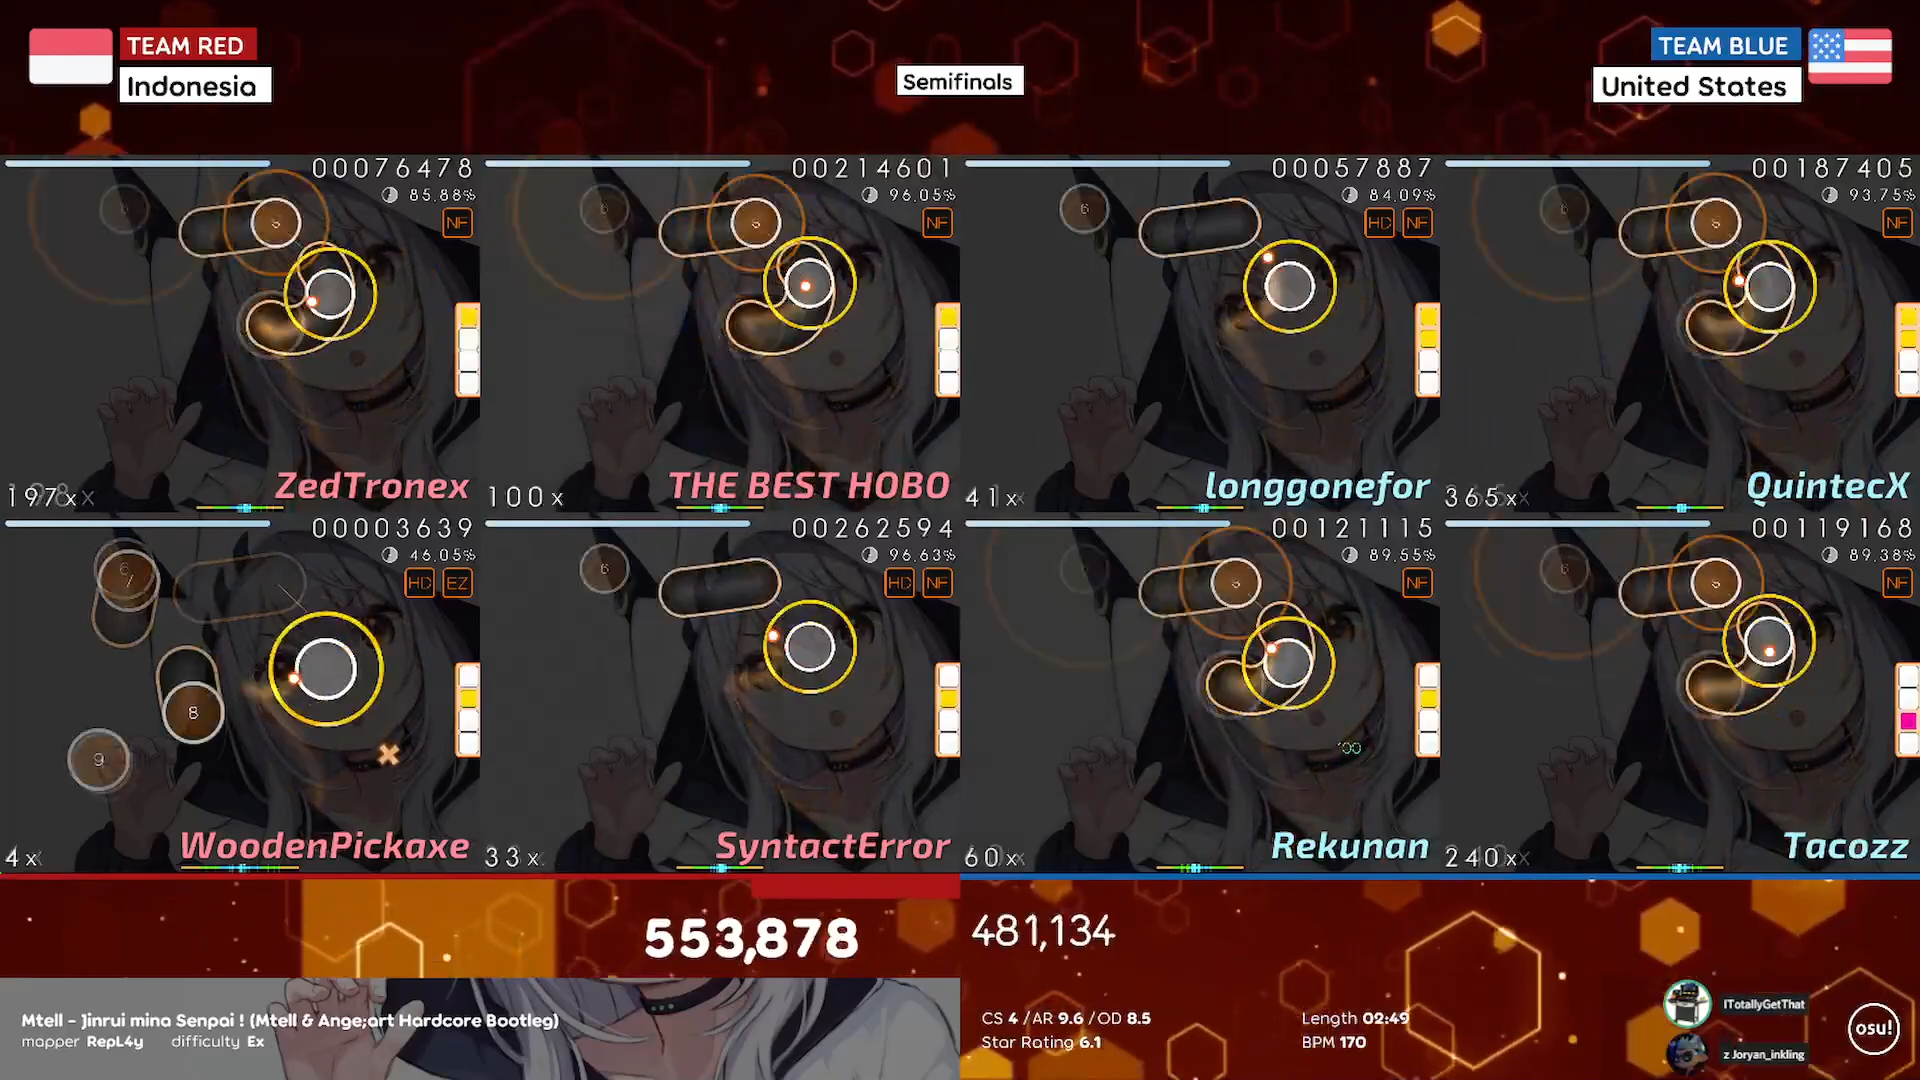 TEAM RED
Indonesia
Semifinals
TEAM BLUE
United States
00076478
85.88%
NF
197x
ZedTronex
00214601
96.05%
NF
100x
THE BEST HOBO
00057887
84.09%
HD NF
41x
longgonefor
00187405
93.75%
NF
365x
QuintecX
00003639
46.05%
HD EZ
7
8
9
4x
WoodenPickaxe
00262594
96.63%
HD NF
6
33x
SyntactError
00121115
89.55%
NF
100
60x
Rekunan
00119168
89.38%
NF
240x
Tacozz
553,878
481,134
Mtell - Jinrui mina Senpai ! (Mtell & Ange;art Hardcore Bootleg)
mapper RepL4y difficulty Ex
CS 4 / AR 9.6 / OD 8.5
Star Rating 6.1
Length 02:49
BPM 170
ITotallyGetThat
z Joryan_inkling
osu!